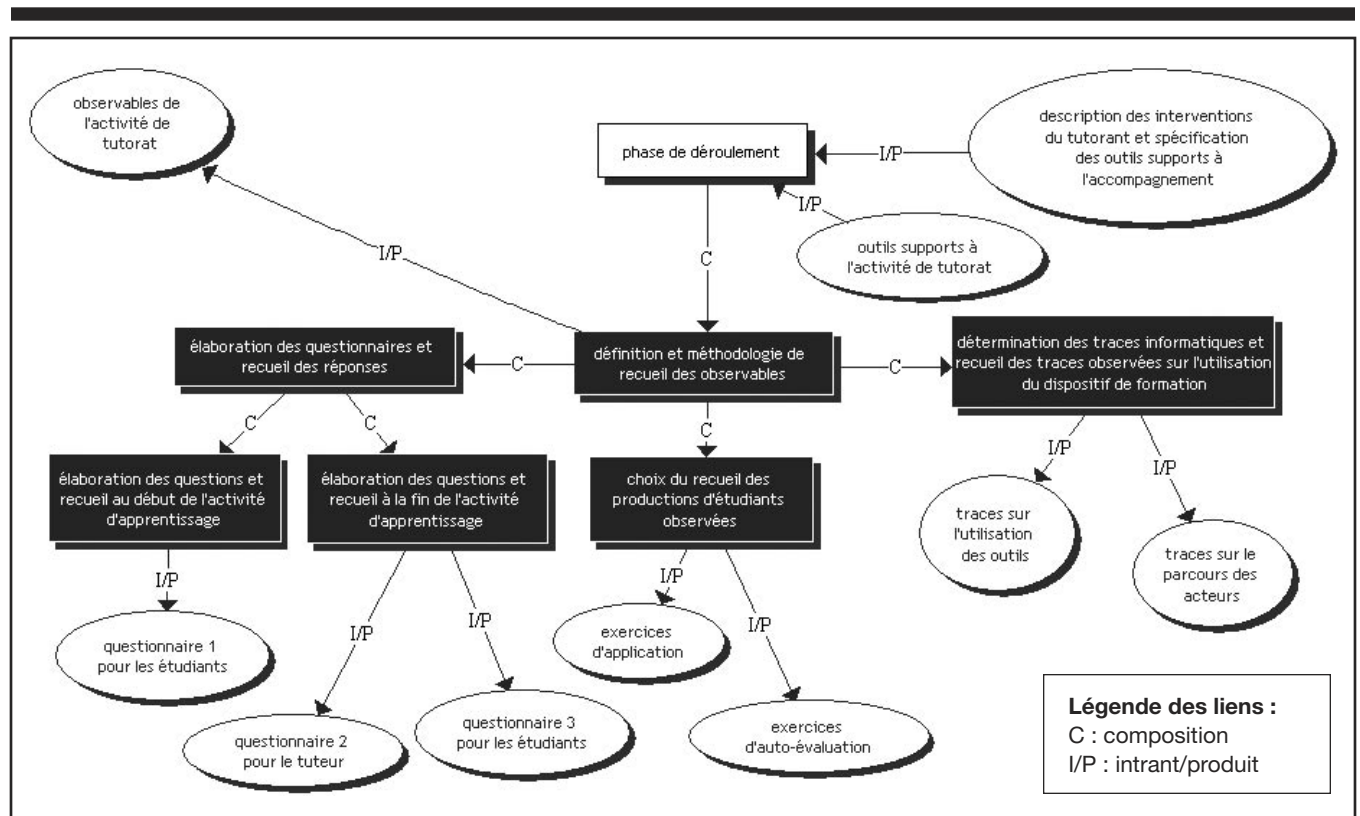 observables de
l'activité de
tutorat
description des interventions
du tutorant et spécification
des outils supports à
l'accompagnement
phase de déroulement
I/P
I/P
outils supports à
l'activité de tutorat
I/P
C
élaboration des questionnaires et
recueil des réponses
C
définition et méthodologie de
recueil des observables
C
détermination des traces informatiques et
recueil des traces observées sur l'utilisation
du dispositif de formation
C
C
C
I/P
I/P
élaboration des questions et
recueil au début de l'activité
d'apprentissage
élaboration des questions et
recueil à la fin de l'activité
d'apprentissage
choix du recueil des
productions d'étudiants
observées
traces sur
l'utilisation
des outils
traces sur le
parcours des
acteurs
I/P
I/P
I/P
I/P
I/P
questionnaire 1
pour les étudiants
exercices
d'application
questionnaire 2
pour le tuteur
questionnaire 3
pour les étudiants
exercices
d'auto-évaluation
Légende des liens :
C : composition
I/P : intrant/produit